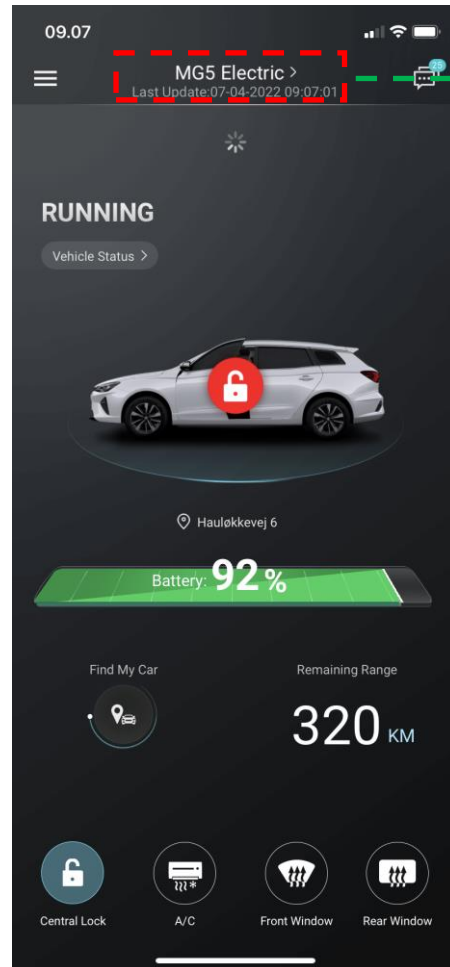 09.07
MG5 Electric >
Last Update:07-04-2022 09:07:01
25
RUNNING
Vehicle Status >
Hauløkkevej 6
Battery: 92 %
Find My Car
Remaining Range
320 KM
Central Lock
A/C
Front Window
Rear Window